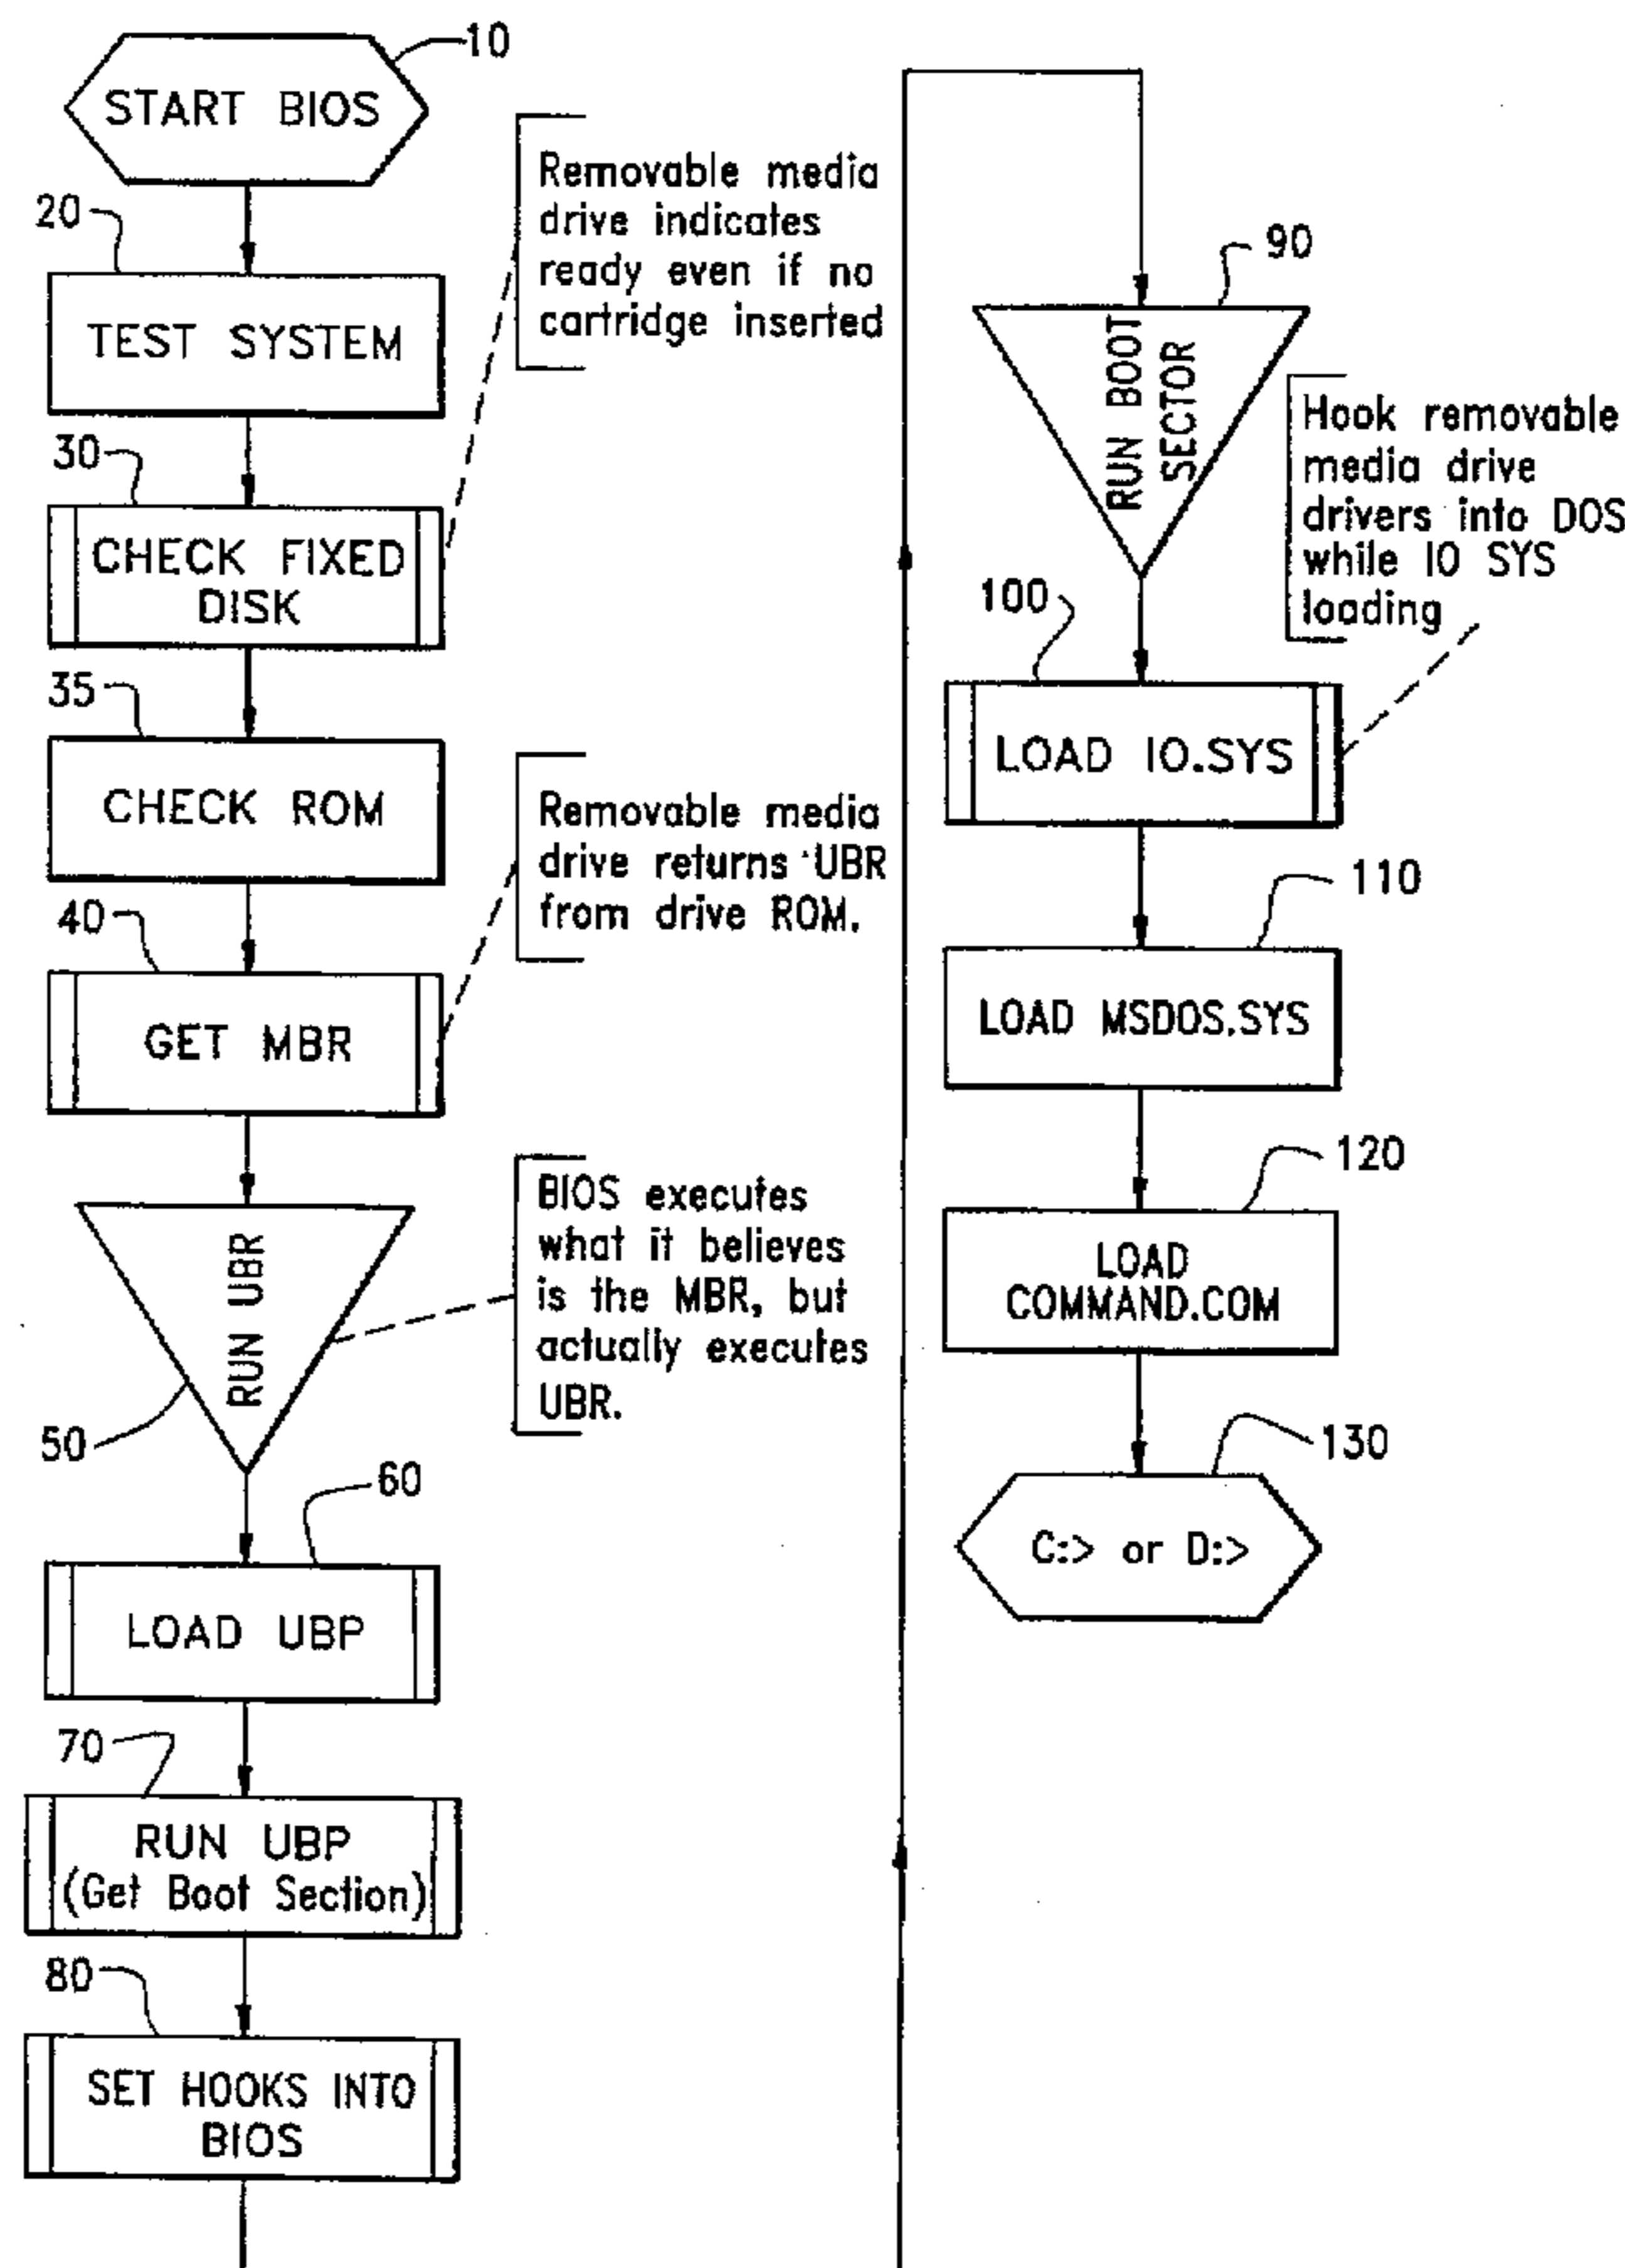 10
START BIOS
20
TEST SYSTEM
Removable media
drive indicates
ready even if no
cartridge inserted
30
CHECK FIXED
DISK
35
CHECK ROM
40
GET MBR
Removable media
drive returns UBR
from drive ROM.
50
RUN UBR
BIOS executes
what it believes
is the MBR, but
actually executes
UBR.
60
LOAD UBP
70
RUN UBP
(Get Boot Section)
80
SET HOOKS INTO
BIOS
90
RUN BOOT
SECTOR
Hook removable
media drive
drivers into DOS
while IO SYS
loading
100
LOAD IO.SYS
110
LOAD MSDOS.SYS
120
LOAD
COMMAND.COM
130
C:> or D:>